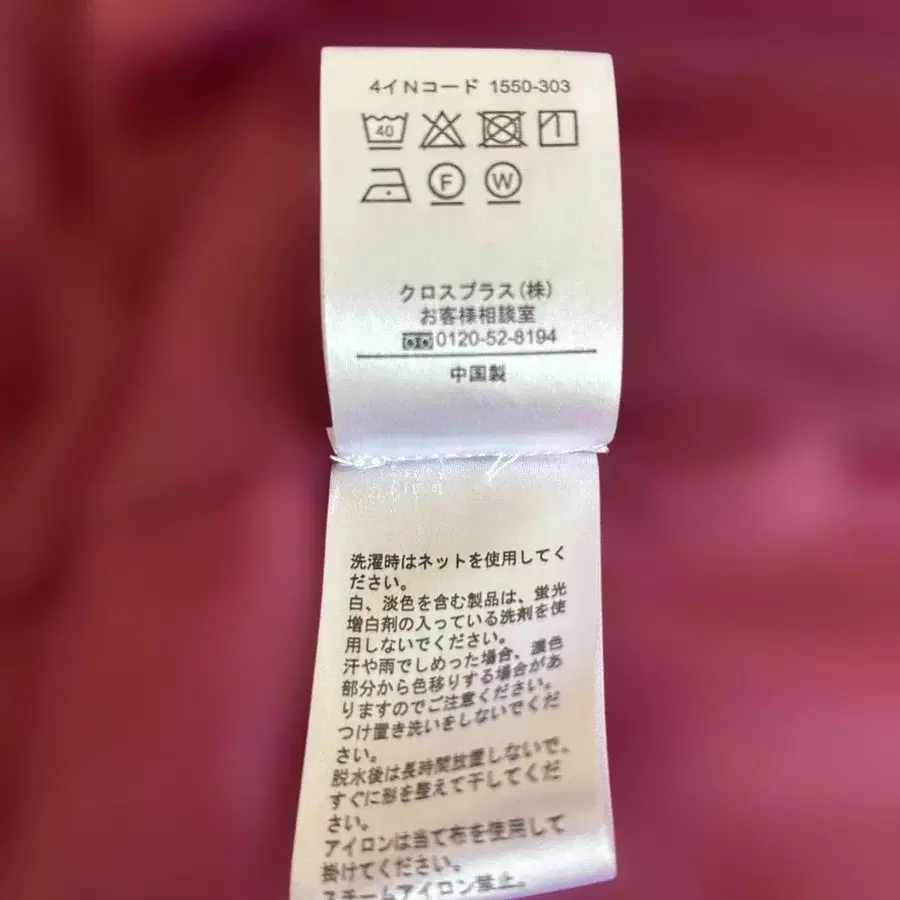 4イNコード 1550-303
40
F W
クロスプラス(株)
お客様相談室
0120-52-8194
中国製
洗濯時はネットを使用してく
ださい。
白、淡色を含む製品は、蛍光
増白剤の入っている洗剤を使
用しないでください。
汗や雨でしめった場合、濃色
部分から色移りする場合があ
りますのでご注意ください。
つけ置き洗いをしないでくだ
さい。
脱水後は長時間放置しないで、
すぐに形を整えて干してくだ
さい。
アイロンは当て布を使用して
掛けてください。
スチームアイロン禁止。